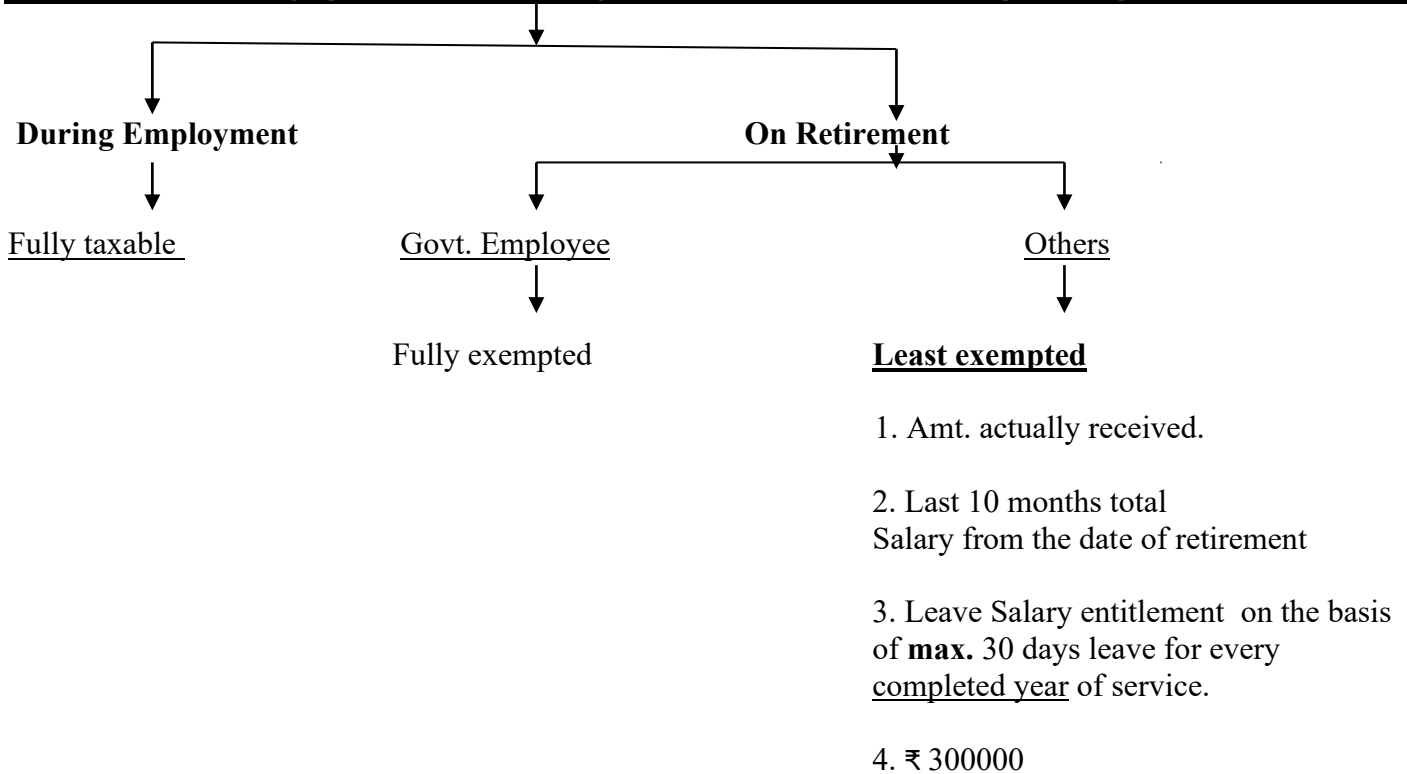 During Employment
On Retirement
Fully taxable
Govt. Employee
Others
Fully exempted
Least exempted
1. Amt. actually received.
2. Last 10 months total
Salary from the date of retirement
3. Leave Salary entitlement on the basis
of max. 30 days leave for every
completed year of service.
4. ₹ 300000